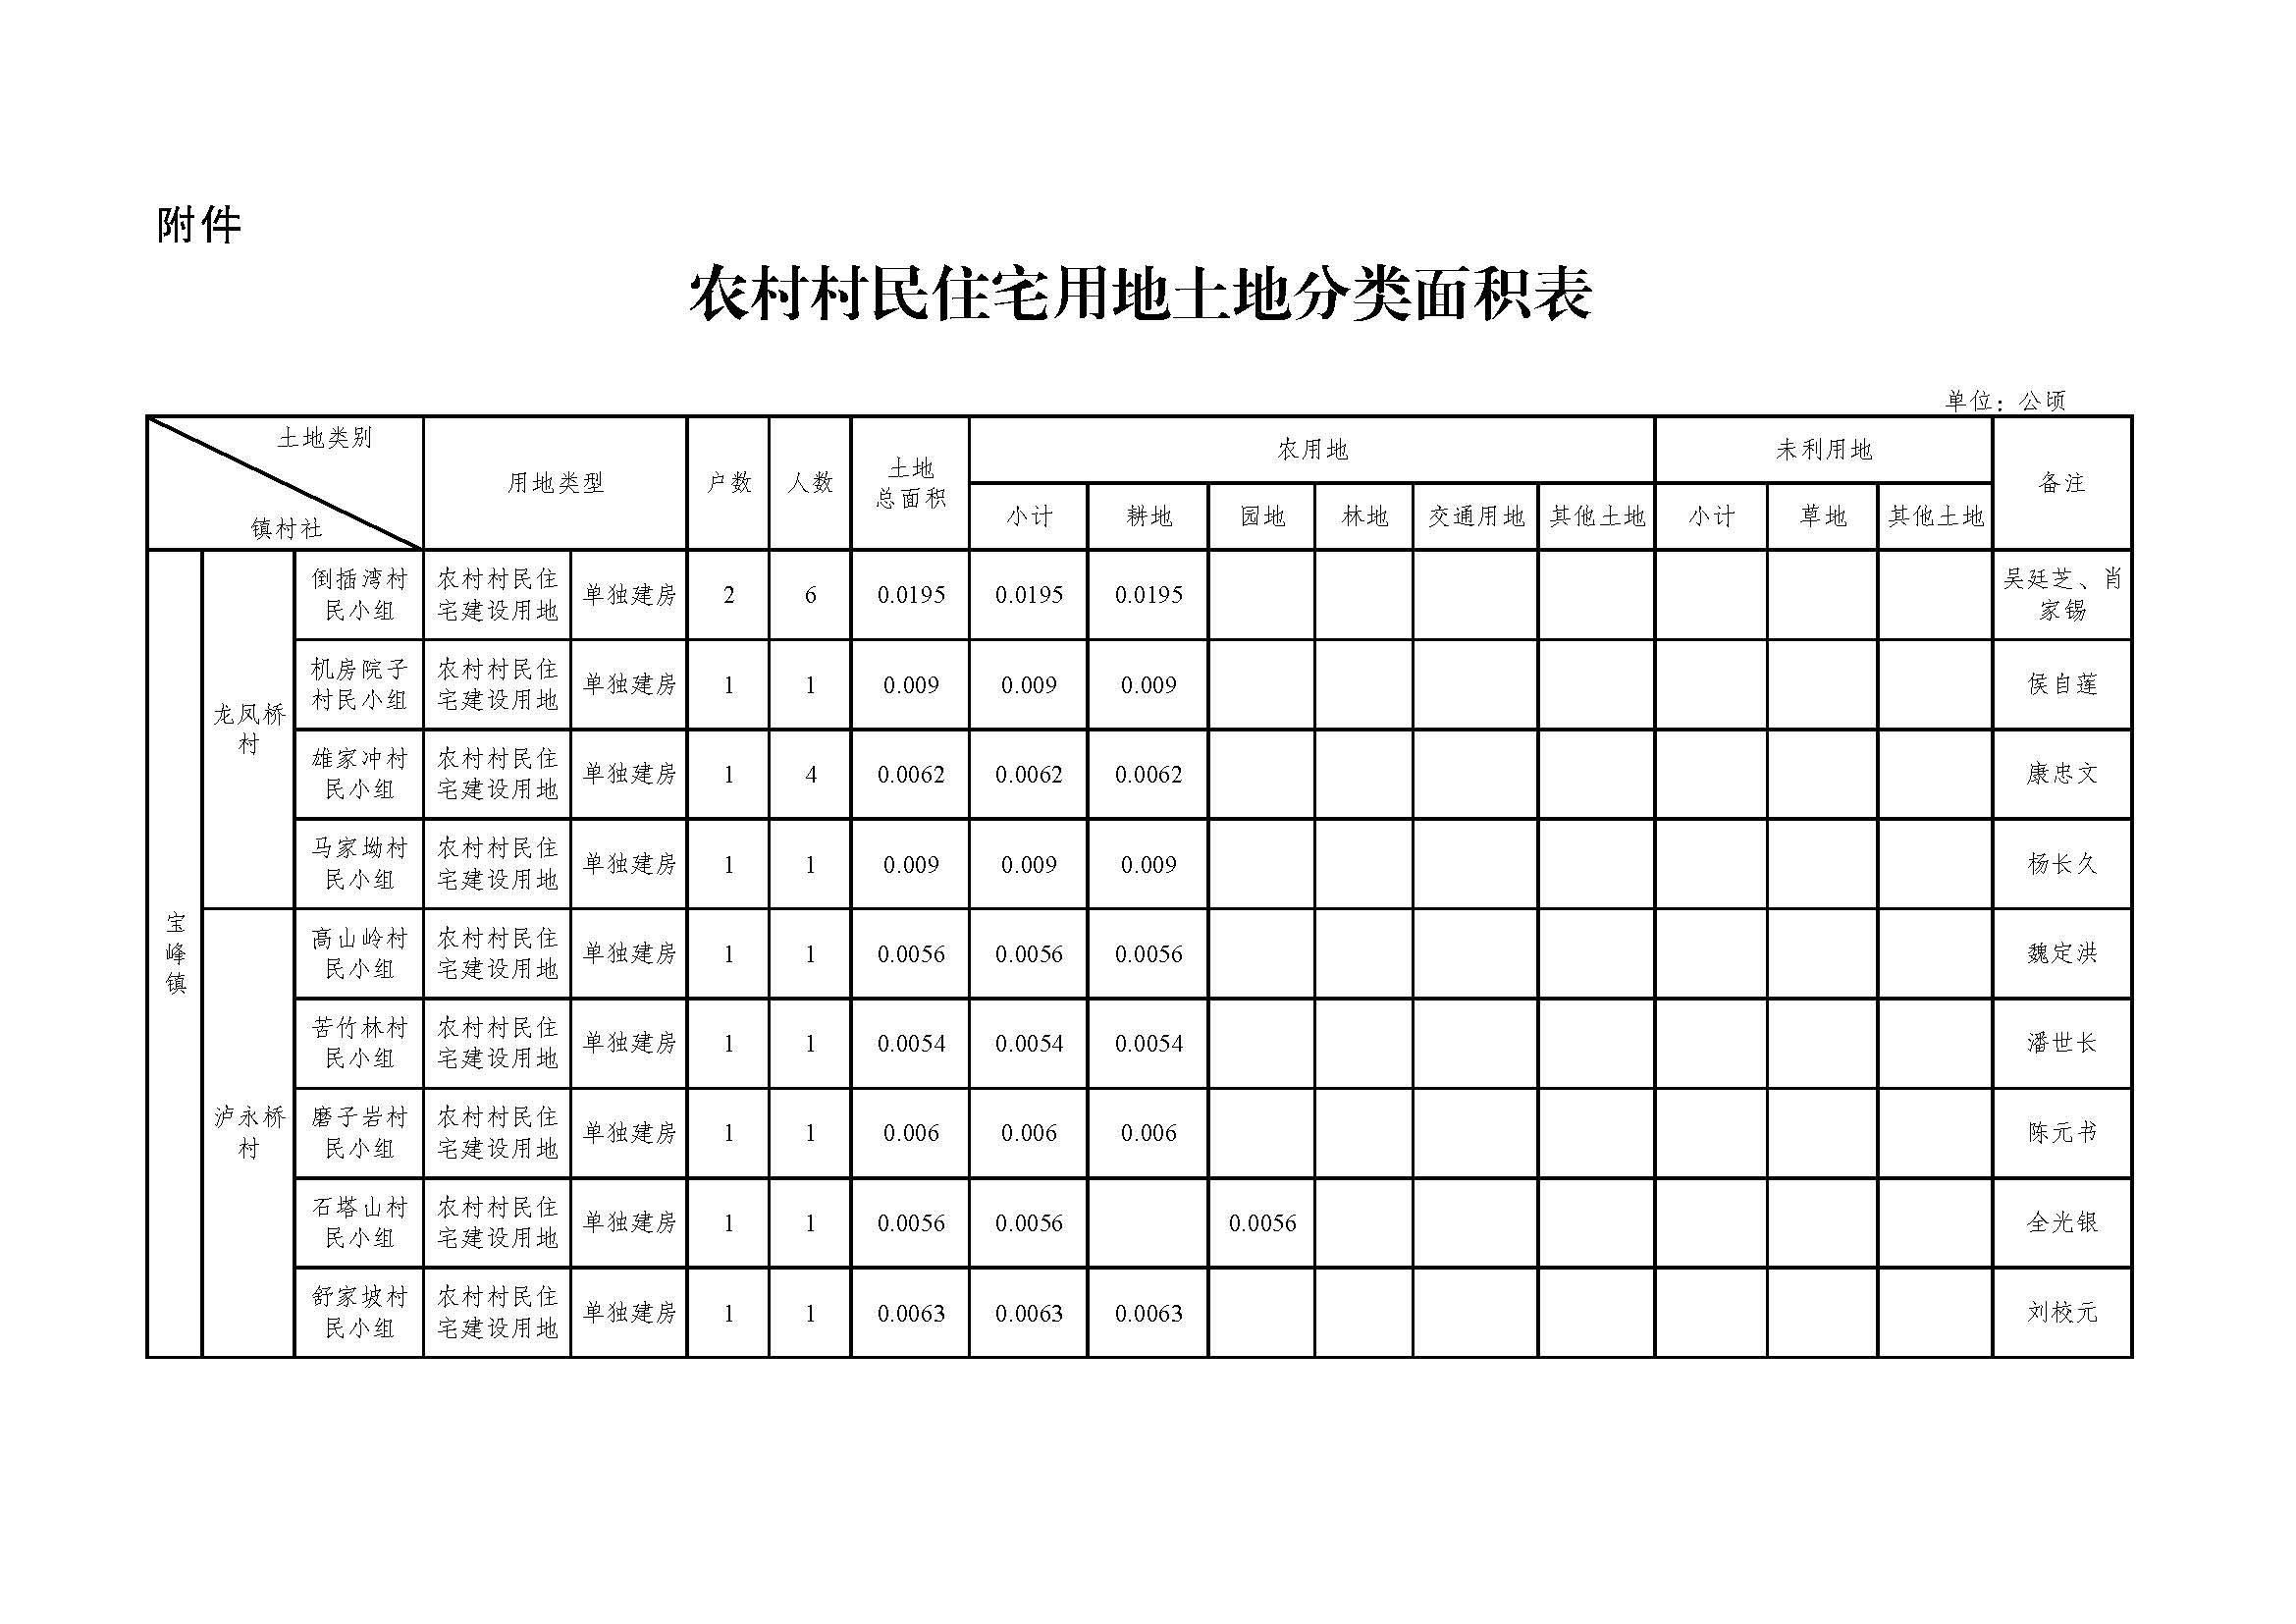 附件
农村村民住宅用地土地分类面积表
单位：公顷
土地类别
镇村社
用地类型
户数
人数
土地
总面积
农用地
未利用地
备注
小计 耕地 园地 林地 交通用地 其他土地 小计 草地 其他土地
宝
峰
镇
龙凤桥
村
倒插湾村
民小组
农村村民住
宅建设用地
单独建房 2 6 0.0195 0.0195 0.0195
吴廷芝、肖
家锡
机房院子
村民小组
农村村民住
宅建设用地
单独建房 1 1 0.009 0.009 0.009 侯自莲
雄家冲村
民小组
农村村民住
宅建设用地
单独建房 1 4 0.0062 0.0062 0.0062 康忠文
马家坳村
民小组
农村村民住
宅建设用地
单独建房 1 1 0.009 0.009 0.009 杨长久
泸永桥
村
高山岭村
民小组
农村村民住
宅建设用地
单独建房 1 1 0.0056 0.0056 0.0056 魏定洪
苦竹林村
民小组
农村村民住
宅建设用地
单独建房 1 1 0.0054 0.0054 0.0054 潘世长
磨子岩村
民小组
农村村民住
宅建设用地
单独建房 1 1 0.006 0.006 0.006 陈元书
石塔山村
民小组
农村村民住
宅建设用地
单独建房 1 1 0.0056 0.0056 0.0056 全光银
舒家坡村
民小组
农村村民住
宅建设用地
单独建房 1 1 0.0063 0.0063 0.0063 刘校元